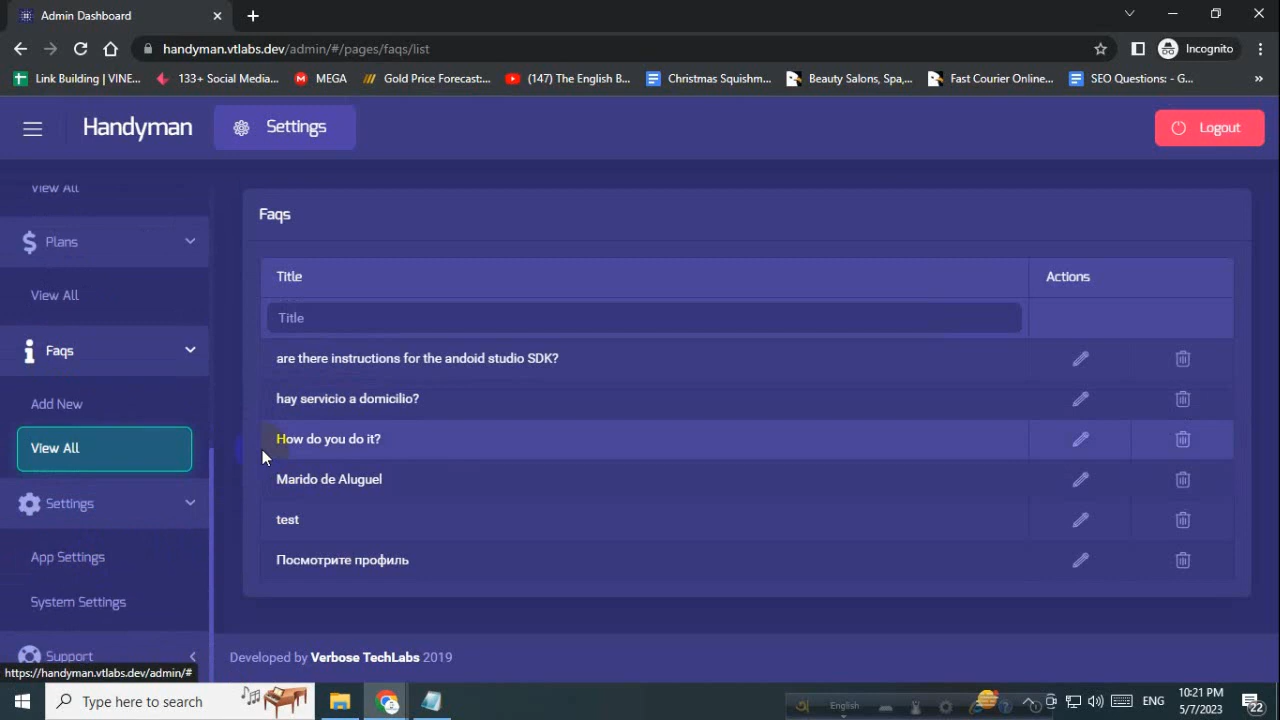 Admin Dashboard
handyman.vtlabs.dev/admin/#/pages/faqs/list
Incognito
Link Building | VINE...
133+ Social Media...
MEGA
Gold Price Forecast:...
(147) The English B...
Christmas Squishm...
Beauty Salons, Spa,...
Fast Courier Online...
SEO Questions: - G...
»
Handyman
Settings
Logout
View All
Plans
View All
Faqs
Add New
View All
Settings
App Settings
System Settings
Support
Faqs
Title
Actions
Title
are there instructions for the andoid studio SDK?
hay servicio a domicilio?
How do you do it?
Marido de Aluguel
test
Посмотрите профиль
Developed by Verbose TechLabs 2019
https://handyman.vtlabs.dev/admin/#
Type here to search
English
ENG
10:21 PM
5/7/2023
22